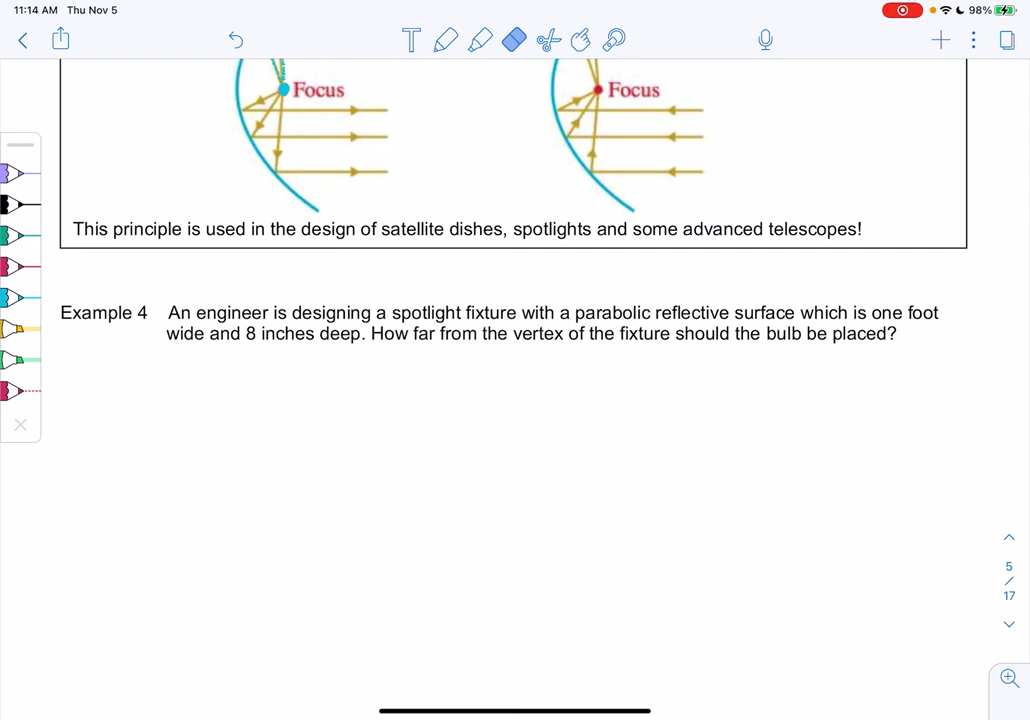 11:14 AM Thu Nov 5
98%
Focus
Focus
This principle is used in the design of satellite dishes, spotlights and some advanced telescopes!
Example 4 An engineer is designing a spotlight fixture with a parabolic reflective surface which is one foot
wide and 8 inches deep. How far from the vertex of the fixture should the bulb be placed?
5
/
17